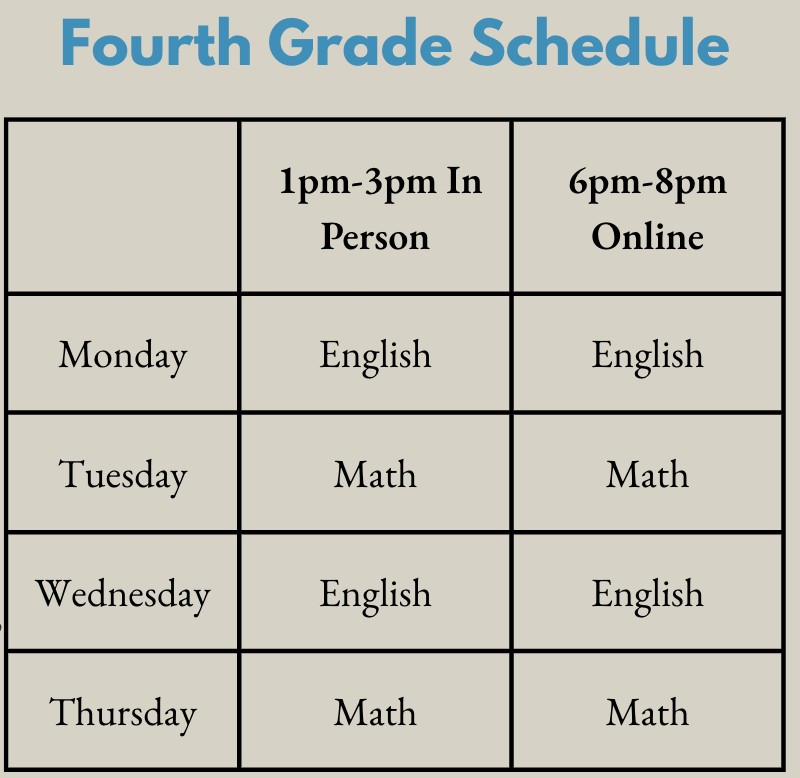 Fourth Grade Schedule
1pm-3pm In
Person
6pm-8pm
Online
Monday
English
English
Tuesday
Math
Math
Wednesday
English
English
Thursday
Math
Math